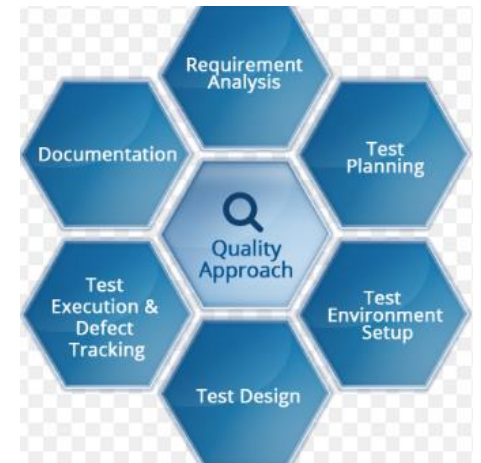 Requirement
Analysis
Test
Planning
Test
Environment
Setup
Test Design
Test
Execution &
Defect
Tracking
Documentation
Quality
Approach